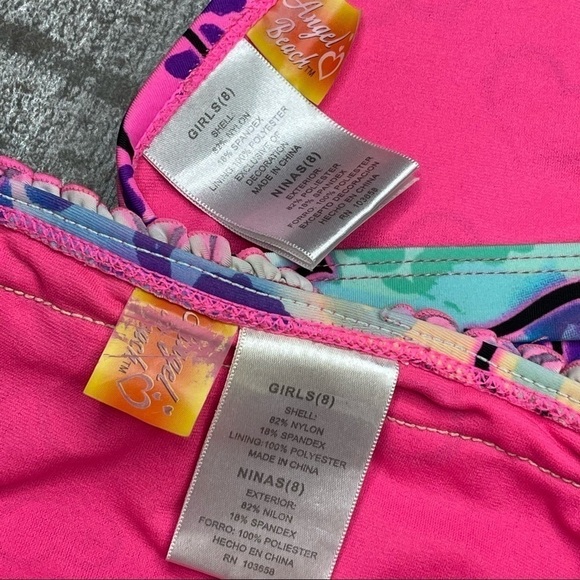 Angel
Beach™
GIRLS(8)
SHELL:
82% NYLON
18% SPANDEX
LINING:100% POLYESTER
EXCLUSIVE OF
DECORATION
MADE IN CHINA
NINAS(8)
EXTERIOR:
82% NILON
18% SPANDEX
FORRO: 100% POLIESTER
EXCEPTO DECORACION
HECHO EN CHINA
RN 103658
Angel
Beach
GIRLS(8)
SHELL:
82% NYLON
18% SPANDEX
LINING:100% POLYESTER
MADE IN CHINA
NINAS(8)
EXTERIOR:
82% NILON
18% SPANDEX
FORRO: 100% POLIESTER
HECHO EN CHINA
RN 103658